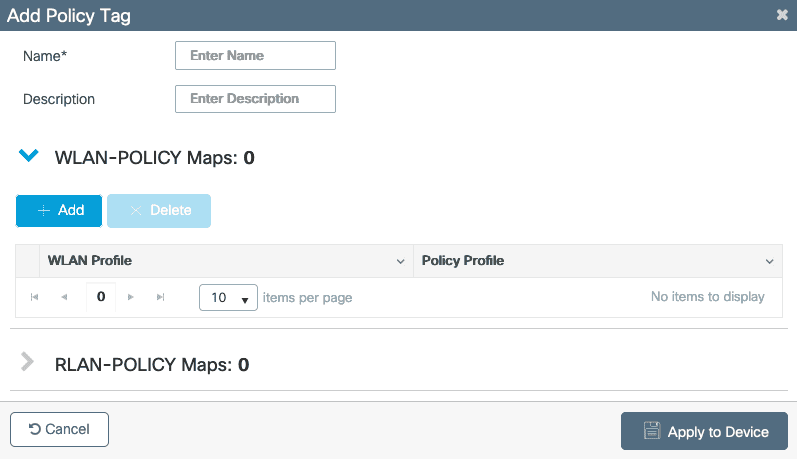 Add Policy Tag
Name*
Enter Name
Description
Enter Description
WLAN-POLICY Maps: 0
Add
Delete
WLAN Profile
Policy Profile
0
10
items per page
No items to display
RLAN-POLICY Maps: 0
Cancel
Apply to Device